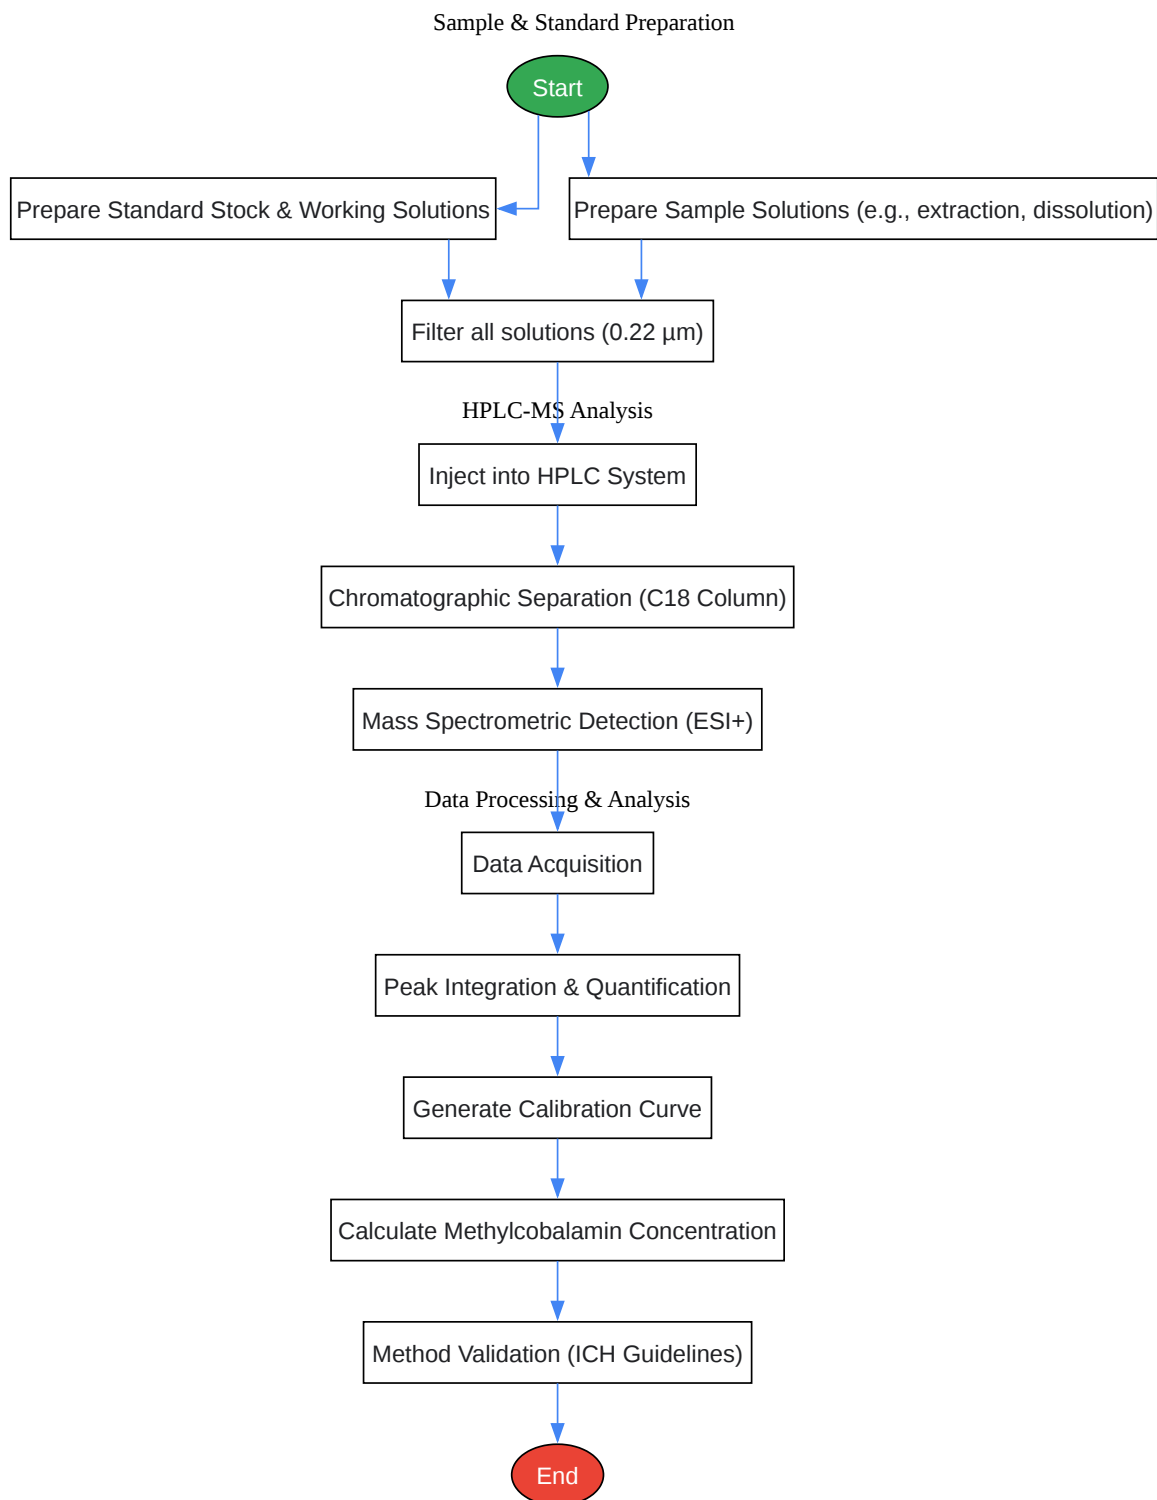 Sample & Standard Preparation
Start
Prepare Standard Stock & Working Solutions
Prepare Sample Solutions (e.g., extraction, dissolution)
Filter all solutions (0.22 µm)
HPLC-MS Analysis
Inject into HPLC System
Chromatographic Separation (C18 Column)
Mass Spectrometric Detection (ESI+)
Data Processing & Analysis
Data Acquisition
Peak Integration & Quantification
Generate Calibration Curve
Calculate Methylcobalamin Concentration
Method Validation (ICH Guidelines)
End